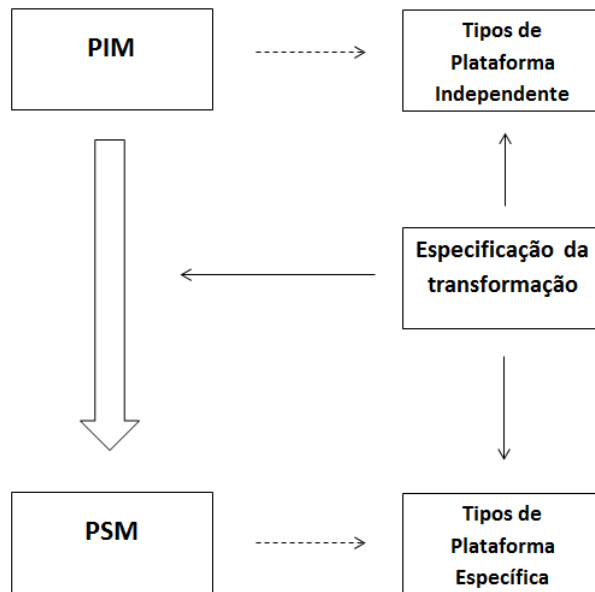 PIM
Tipos de
Plataforma
Independente
Especificação da
transformação
PSM
Tipos de
Plataforma
Específica